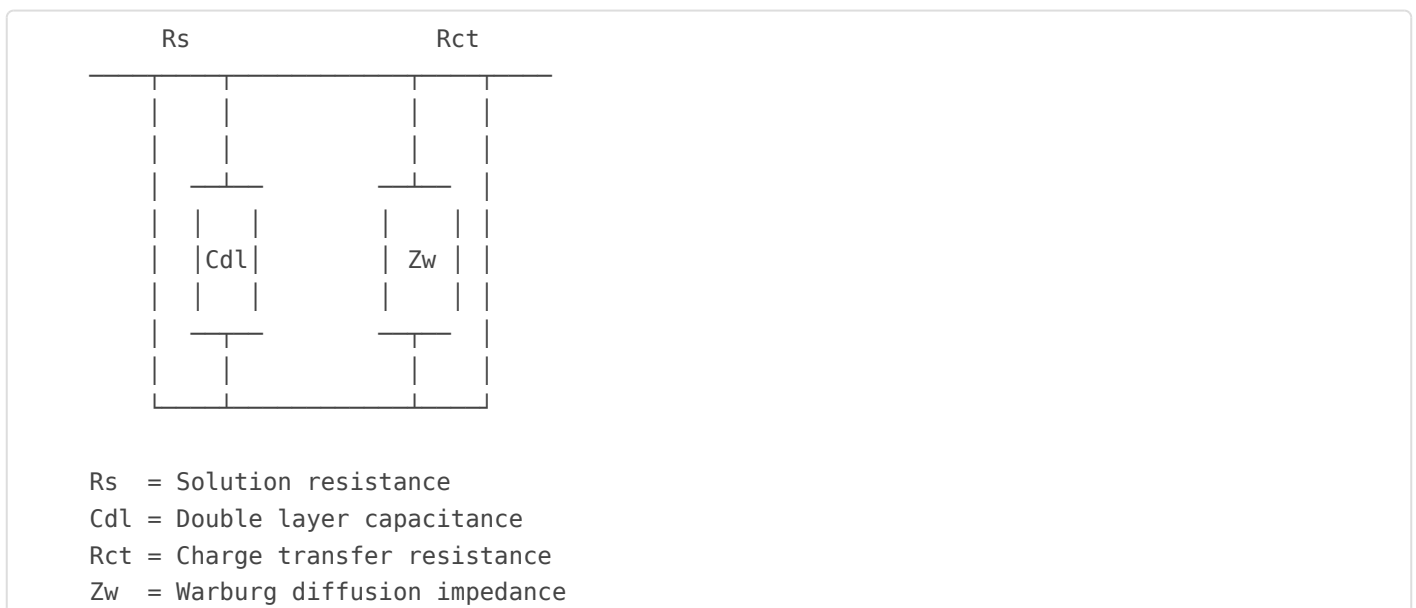 Rs Rct
Cdl Zw
Rs = Solution resistance
Cdl = Double layer capacitance
Rct = Charge transfer resistance
Zw = Warburg diffusion impedance